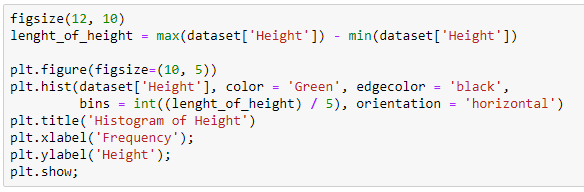 figsize(12, 10)
lenght_of_height = max(dataset['Height']) - min(dataset['Height'])
plt.figure(figsize=(10, 5))
plt.hist(dataset['Height'], color = 'Green', edgecolor = 'black',
bins = int((lenght_of_height) / 5), orientation = 'horizontal')
plt.title('Histogram of Height')
plt.xlabel('Frequency');
plt.ylabel('Height');
plt.show;